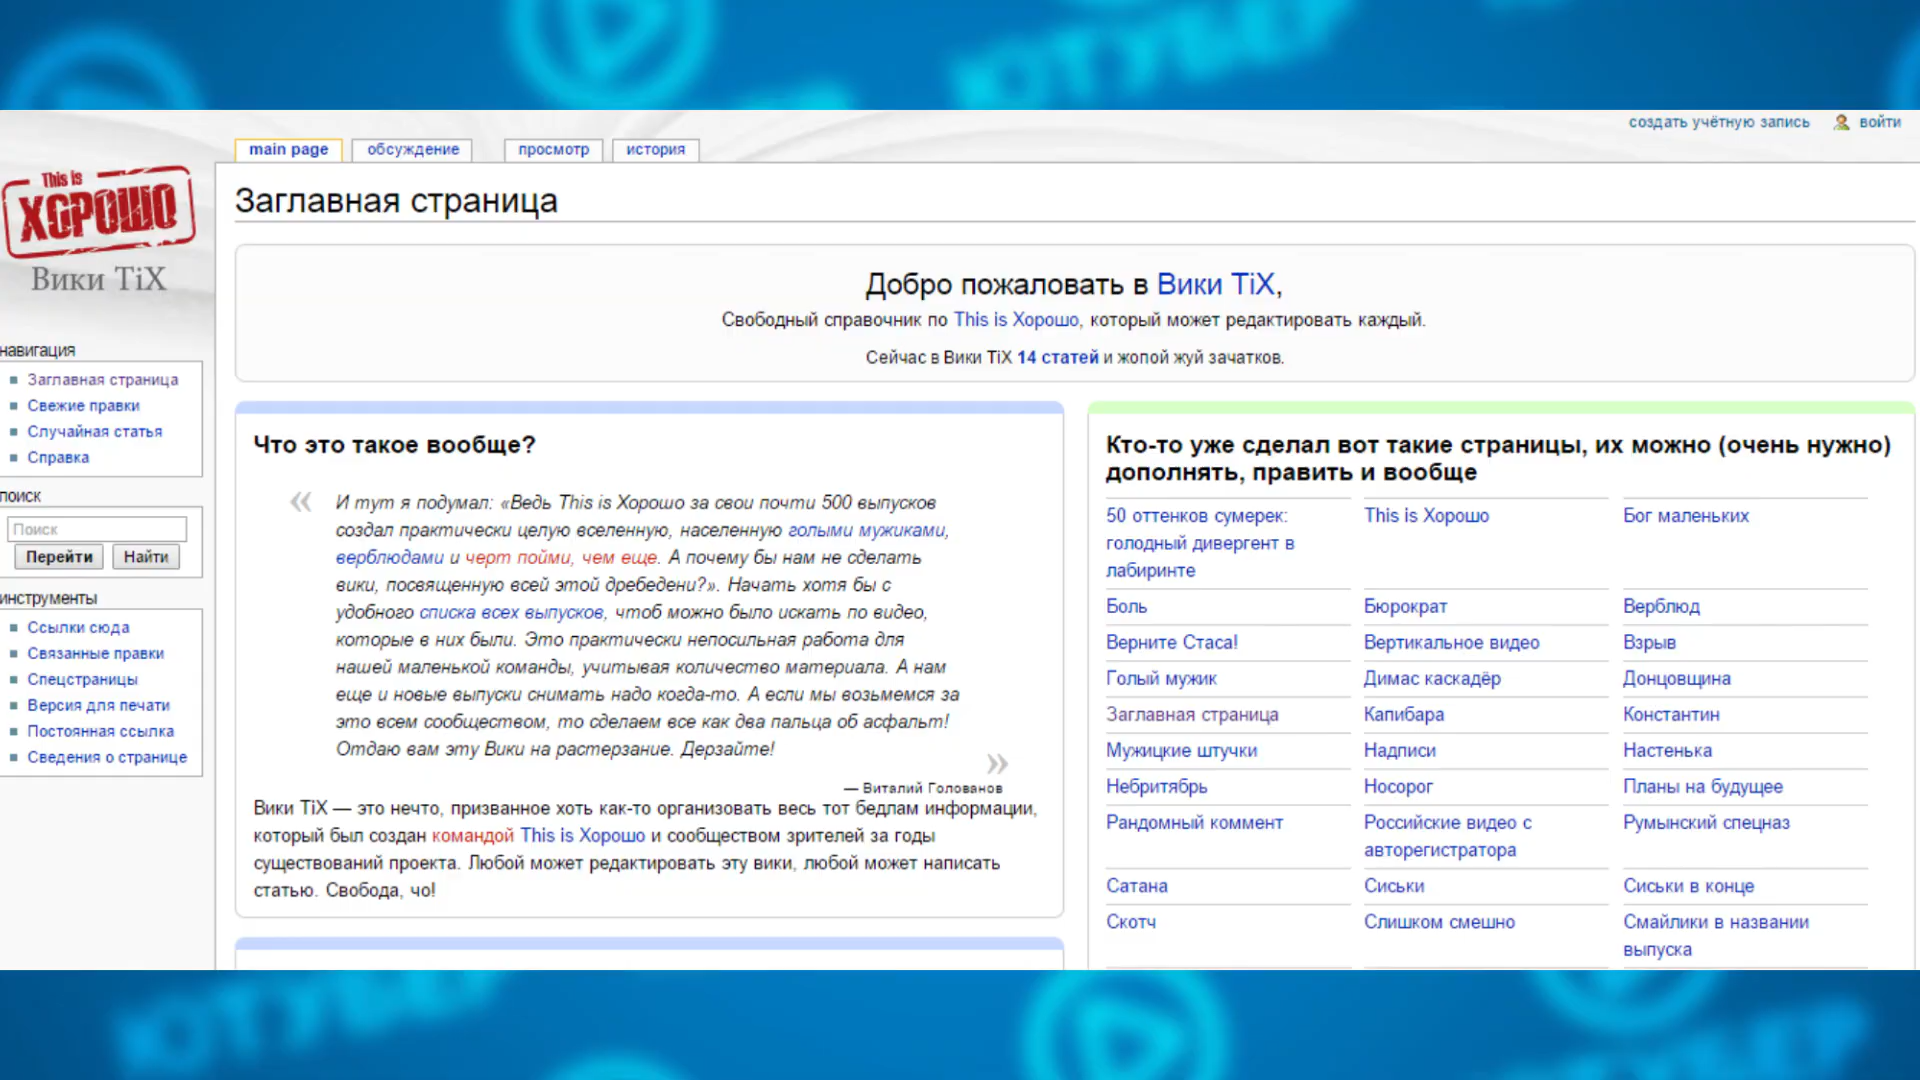 ЮТУБЕР
создать учётную запись войти
main page обсуждение просмотр история
This is
ХОРОШО
Вики TiX
Заглавная страница
Добро пожаловать в Вики TiX,
Свободный справочник по This is Хорошо, который может редактировать каждый.
Сейчас в Вики TiX 14 статей и жопой жуй зачатков.
навигация
Заглавная страница
Свежие правки
Случайная статья
Справка
поиск
Поиск
Перейти Найти
инструменты
Ссылки сюда
Связанные правки
Спецстраницы
Версия для печати
Постоянная ссылка
Сведения о странице
Что это такое вообще?
« И тут я подумал: «Ведь This is Хорошо за свои почти 500 выпусков
создал практически целую вселенную, населенную голыми мужиками,
верблюдами и черт пойми, чем еще. А почему бы нам не сделать
вики, посвященную всей этой дребедени?». Начать хотя бы с
удобного списка всех выпусков, чтоб можно было искать по видео,
которые в них были. Это практически непосильная работа для
нашей маленькой команды, учитывая количество материала. А нам
еще и новые выпуски снимать надо когда-то. А если мы возьмемся за
это всем сообществом, то сделаем все как два пальца об асфальт!
Отдаю вам эту Вики на растерзание. Дерзайте! »
— Виталий Голованов
Вики TiX — это нечто, призванное хоть как-то организовать весь тот бедлам информации,
который был создан командой This is Хорошо и сообществом зрителей за годы
существований проекта. Любой может редактировать эту вики, любой может написать
статью. Свобода, чо!
Кто-то уже сделал вот такие страницы, их можно (очень нужно)
дополнять, править и вообще
50 оттенков сумерек: This is Хорошо Бог маленьких
голодный дивергент в
лабиринте
Боль Бюрократ Верблюд
Верните Стаса! Вертикальное видео Взрыв
Голый мужик Димас каскадёр Донцовщина
Заглавная страница Капибара Константин
Мужицкие штучки Надписи Настенька
Небритябрь Носорог Планы на будущее
Рандомный коммент Российские видео с Румынский спецназ
авторегистратора
Сатана Сиськи Сиськи в конце
Скотч Слишком смешно Смайлики в названии
выпуска
ЮТУБЕР